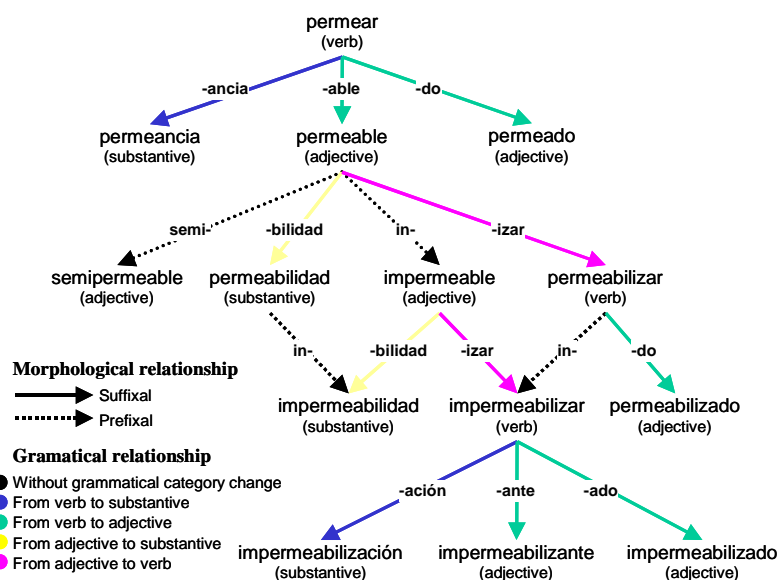 permear
(verb)
-ancia -able -do
permeancia permeable permeado
(substantive) (adjective) (adjective)
semi- -bilidad in- -izar
semipermeable permeabilidad impermeable permeabilizar
(adjective) (substantive) (adjective) (verb)
in- -bilidad -izar in- -do
Morphological relationship
Suffixal
Prefixal
impermeabilidad impermeabilizar permeabilizado
(substantive) (verb) (adjective)
Gramatical relationship
Without grammatical category change
From verb to substantive
From verb to adjective
From adjective to substantive
From adjective to verb
-ación -ante -ado
impermeabilización impermeabilizante impermeabilizado
(substantive) (adjective) (adjective)